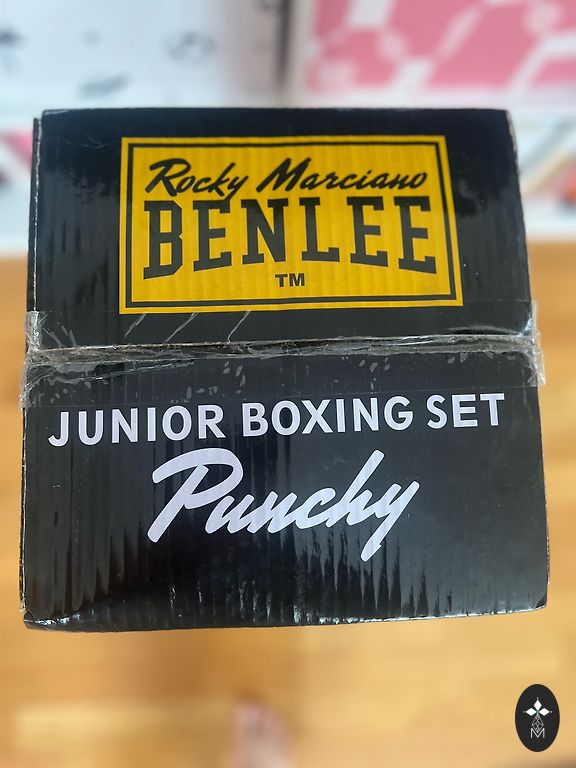 Rocky Marciano
BENLEE
TM
JUNIOR BOXING SET
Punchy
M